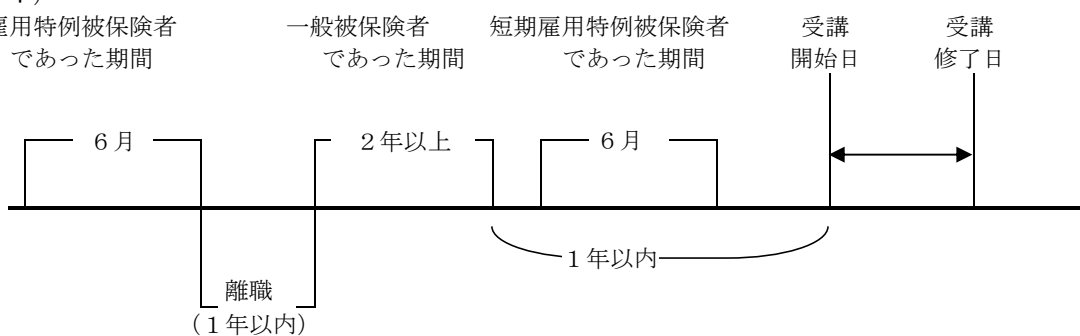 雇用特例被保険者
であった期間
一般被保険者
であった期間
短期雇用特例被保険者
であった期間
受講
開始日
受講
修了日
6月
2年以上
6月
1年以内
離職
(1年以内)